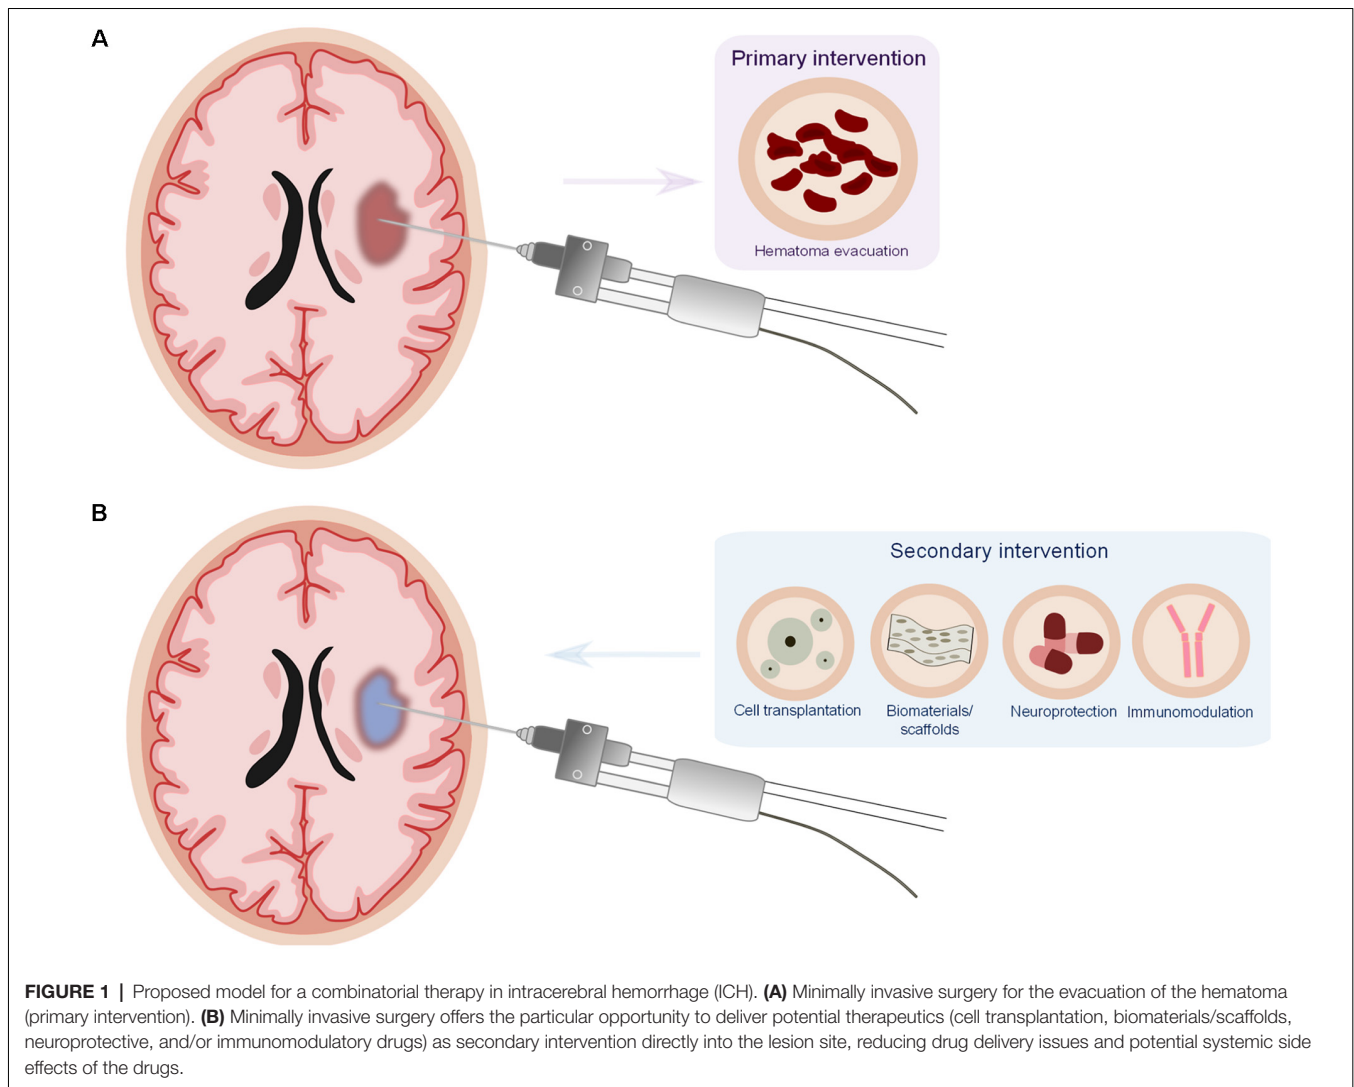 A
Primary intervention
Hematoma evacuation
B
Secondary intervention
Cell transplantation
Biomaterials/
scaffolds
Neuroprotection
Immunomodulation
FIGURE 1 | Proposed model for a combinatorial therapy in intracerebral hemorrhage (ICH). (A) Minimally invasive surgery for the evacuation of the hematoma
(primary intervention). (B) Minimally invasive surgery offers the particular opportunity to deliver potential therapeutics (cell transplantation, biomaterials/scaffolds,
neuroprotective, and/or immunomodulatory drugs) as secondary intervention directly into the lesion site, reducing drug delivery issues and potential systemic side
effects of the drugs.